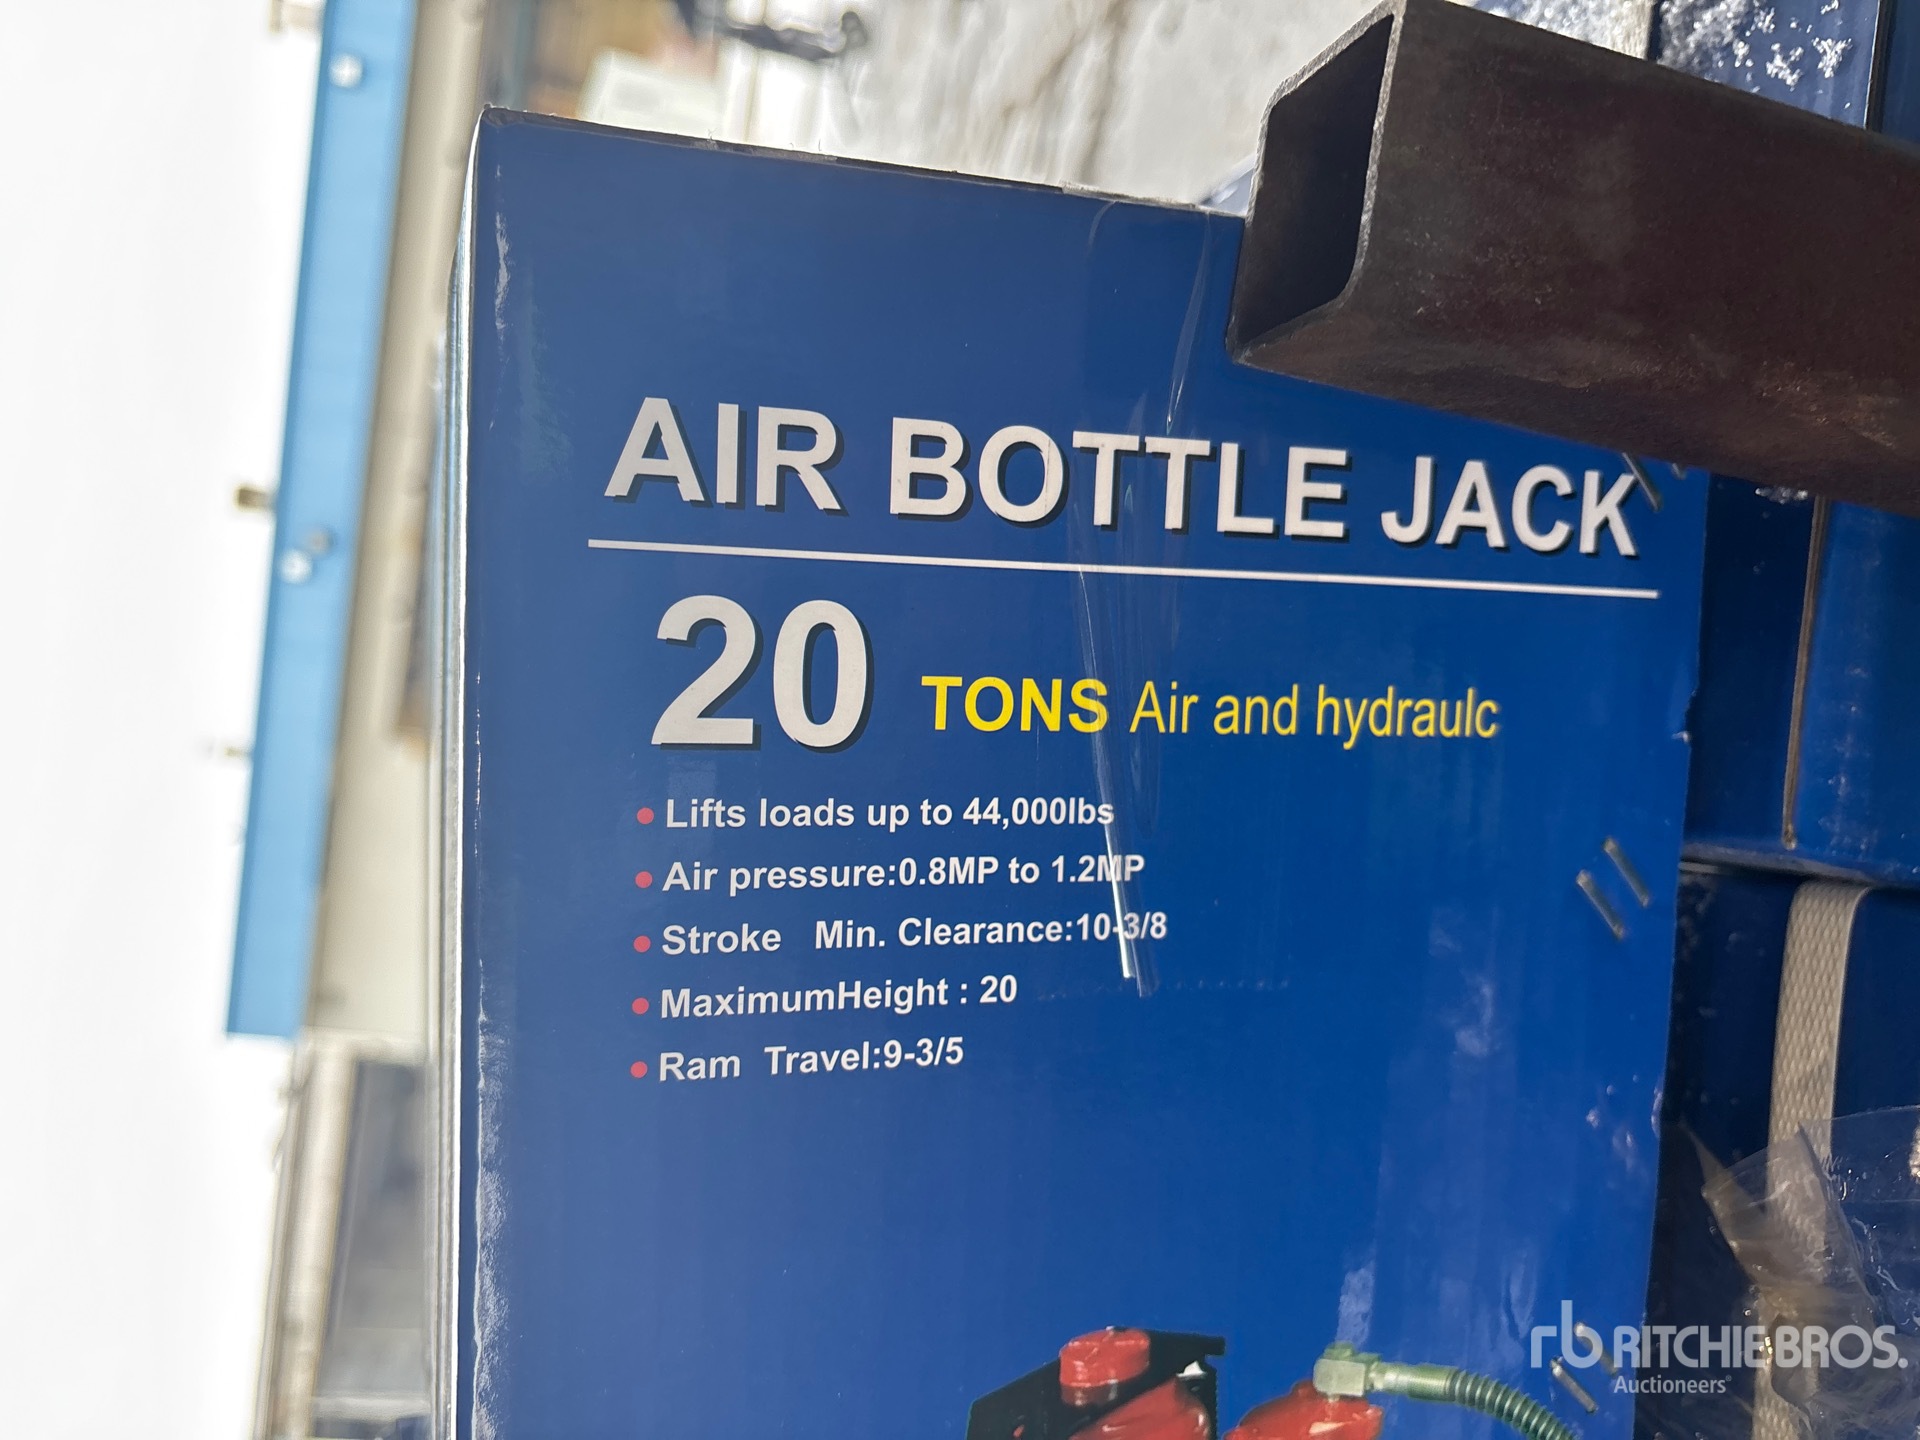 AIR BOTTLE JACK
20 TONS Air and hydraulc
Lifts loads up to 44,000lbs
Air pressure:0.8MP to 1.2MP
Stroke Min. Clearance:10-3/8
MaximumHeight : 20
Ram Travel:9-3/5
rb RITCHIE BROS.
Auctioneers